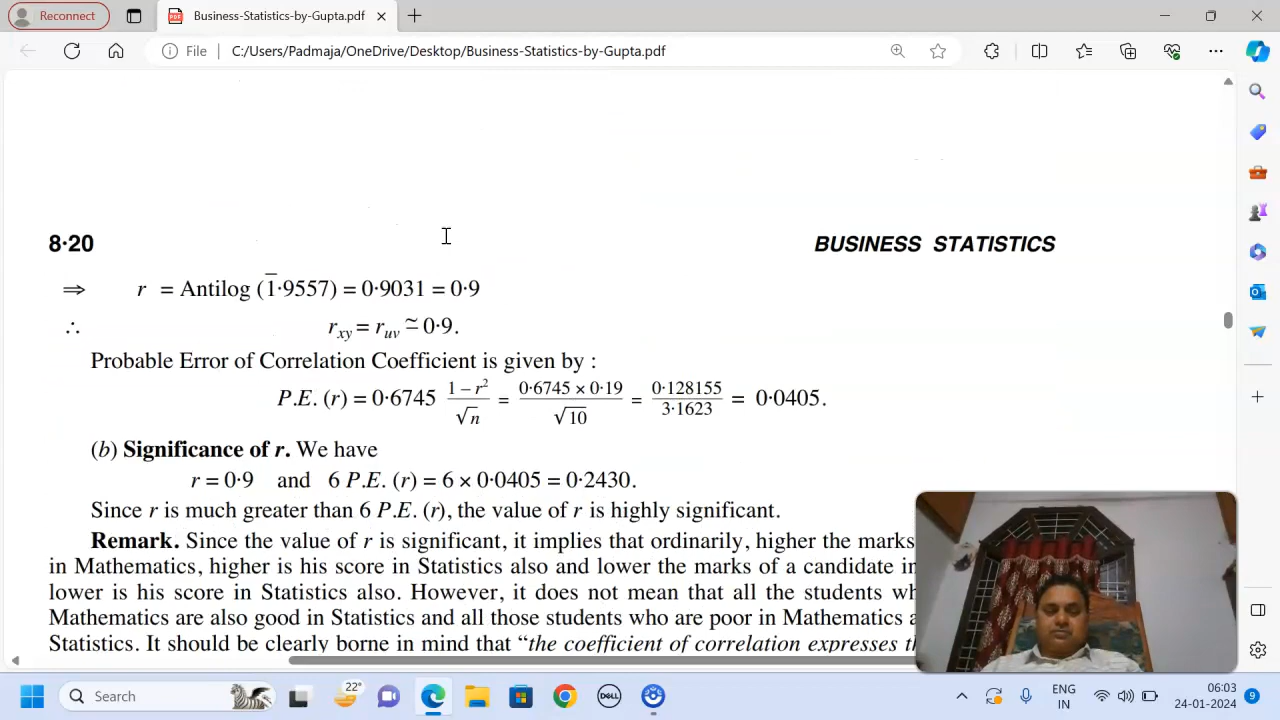 Reconnect
Business-Statistics-by-Gupta.pdf
File
C:/Users/Padmaja/OneDrive/Desktop/Business-Statistics-by-Gupta.pdf
8·20
BUSINESS STATISTICS
⇒ r = Antilog (1̅·9557) = 0·9031 = 0·9
∴ rxy = ruv ≃ 0·9.
Probable Error of Correlation Coefficient is given by :
P.E. (r) = 0·6745 (1 – r²)/√n = (0·6745 × 0·19)/√10 = 0·128155/3·1623 = 0·0405.
(b) Significance of r. We have
r = 0·9 and 6 P.E. (r) = 6 × 0·0405 = 0·2430.
Since r is much greater than 6 P.E. (r), the value of r is highly significant.
Remark. Since the value of r is significant, it implies that ordinarily, higher the marks
in Mathematics, higher is his score in Statistics also and lower the marks of a candidate in
lower is his score in Statistics also. However, it does not mean that all the students
Mathematics are also good in Statistics and all those students who are poor in Mathematics
Statistics. It should be clearly borne in mind that “the coefficient of correlation expresses
Search
22°
DELL
ENG
IN
06:03
24-01-2024
9